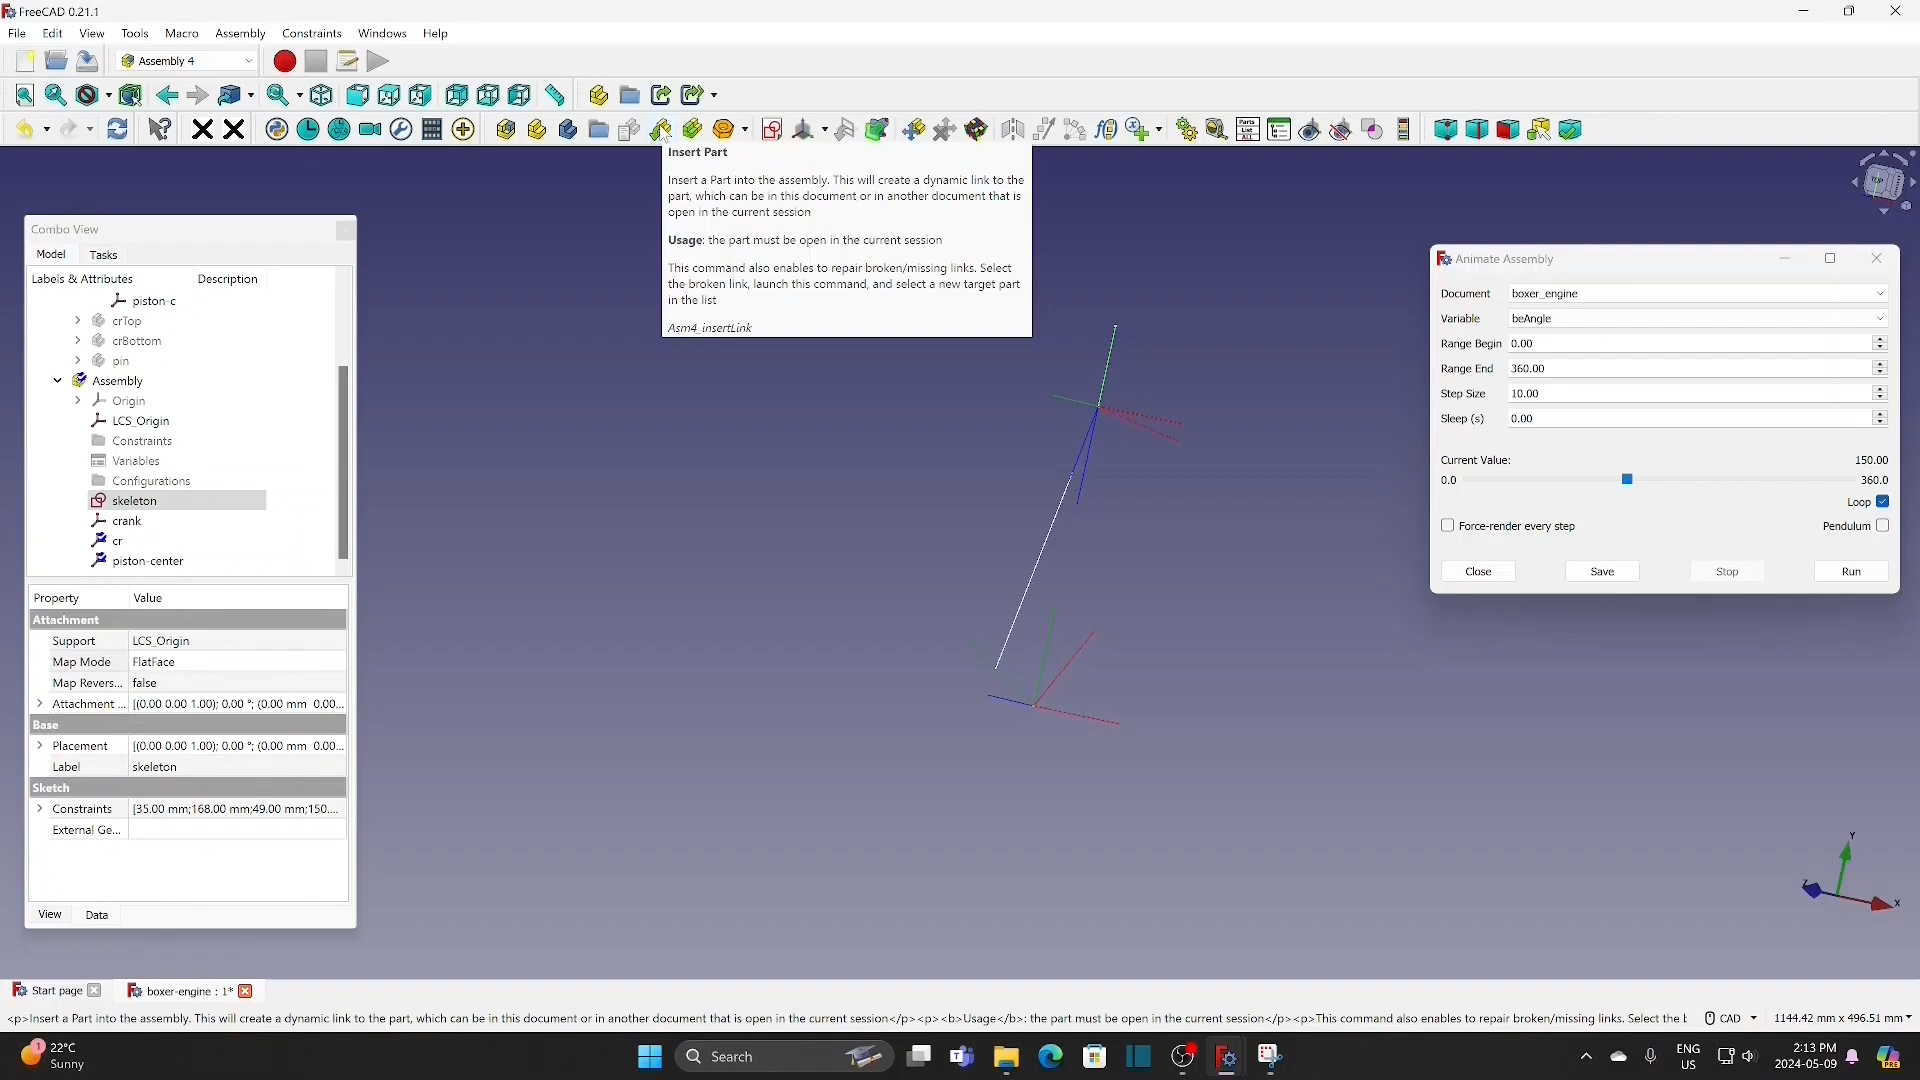 FreeCAD 0.21.1
File Edit View Tools Macro Assembly Constraints Windows Help
Assembly 4
Parts
List
ALL
Insert Part
Insert a Part into the assembly. This will create a dynamic link to the
part, which can be in this document or in another document that is
open in the current session
Usage: the part must be open in the current session
This command also enables to repair broken/missing links. Select
the broken link, launch this command, and select a new target part
in the list
Asm4_insertLink
TOP
Combo View
Model Tasks
Labels & Attributes Description
piston-c
crTop
crBottom
pin
Assembly
Origin
LCS_Origin
Constraints
Variables
Configurations
skeleton
crank
cr
piston-center
Property Value
Attachment
Support LCS_Origin
Map Mode FlatFace
Map Revers... false
Attachment ... [(0.00 0.00 1.00); 0.00 °; (0.00 mm 0.00...
Base
Placement [(0.00 0.00 1.00); 0.00 °; (0.00 mm 0.00...
Label skeleton
Sketch
Constraints [35.00 mm;168.00 mm;49.00 mm;150....
External Ge...
View Data
Animate Assembly
Document boxer_engine
Variable beAngle
Range Begin 0.00
Range End 360.00
Step Size 10.00
Sleep (s) 0.00
Current Value: 150.00
0.0 360.0
Loop
Force-render every step Pendulum
Close Save Stop Run
Y
Z
X
Start page boxer-engine : 1*
<p>Insert a Part into the assembly. This will create a dynamic link to the part, which can be in this document or in another document that is open in the current session</p><p><b>Usage</b>: the part must be open in the current session</p><p>This command also enables to repair broken/missing links. Select the b CAD 1144.42 mm x 496.51 mm
1
22°C
Sunny
Search
ENG
US
2:13 PM
2024-05-09
PRE